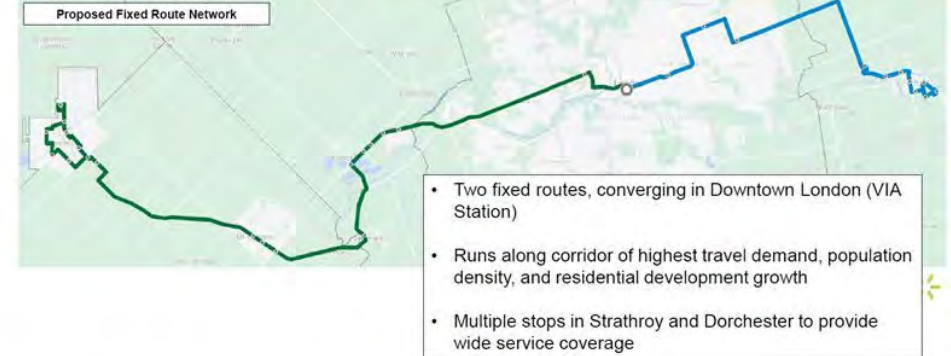 Proposed Fixed Route Network
• Two fixed routes, converging in Downtown London (VIA
Station)
• Runs along corridor of highest travel demand, population
density, and residential development growth
• Multiple stops in Strathroy and Dorchester to provide
wide service coverage